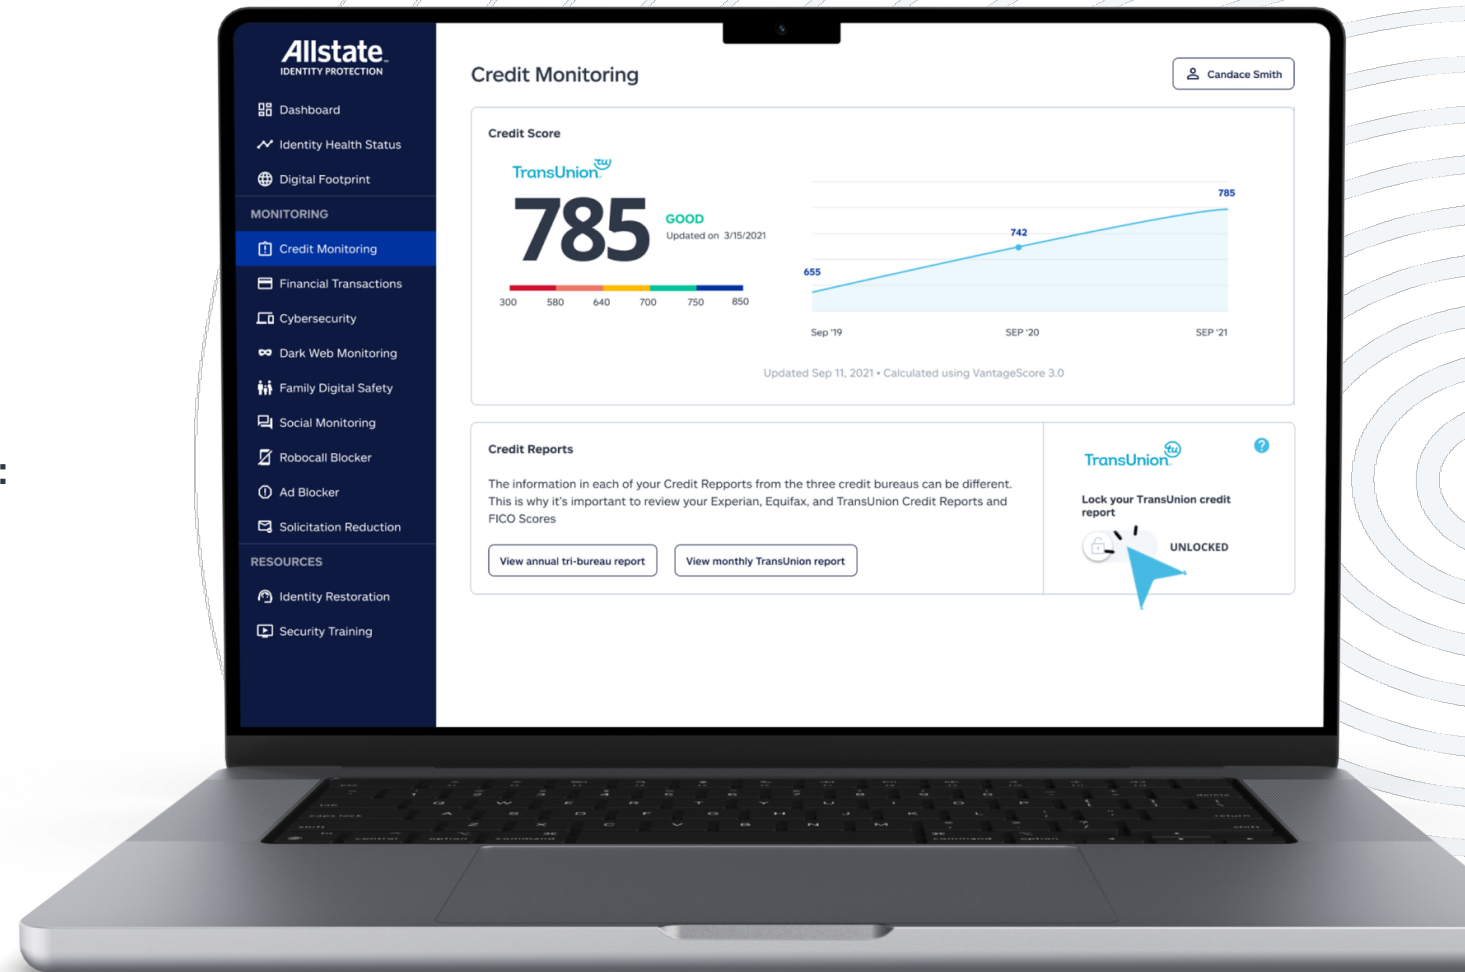 Allstate
IDENTITY PROTECTION
Dashboard
Identity Health Status
Digital Footprint
MONITORING
Credit Monitoring
Financial Transactions
Cybersecurity
Dark Web Monitoring
Family Digital Safety
Social Monitoring
Robocall Blocker
Ad Blocker
Solicitation Reduction
RESOURCES
Identity Restoration
Security Training
Credit Monitoring
Candace Smith
Credit Score
TransUnion
tu
785
GOOD
Updated on 3/15/2021
300 580 640 700 750 850
655
742
785
Sep '19
SEP '20
SEP '21
Updated Sep 11, 2021 • Calculated using VantageScore 3.0
Credit Reports
The information in each of your Credit Repports from the three credit bureaus can be different.
This is why it's important to review your Experian, Equifax, and TransUnion Credit Reports and
FICO Scores
View annual tri-bureau report
View monthly TransUnion report
TransUnion
tu
?
Lock your TransUnion credit
report
UNLOCKED
: